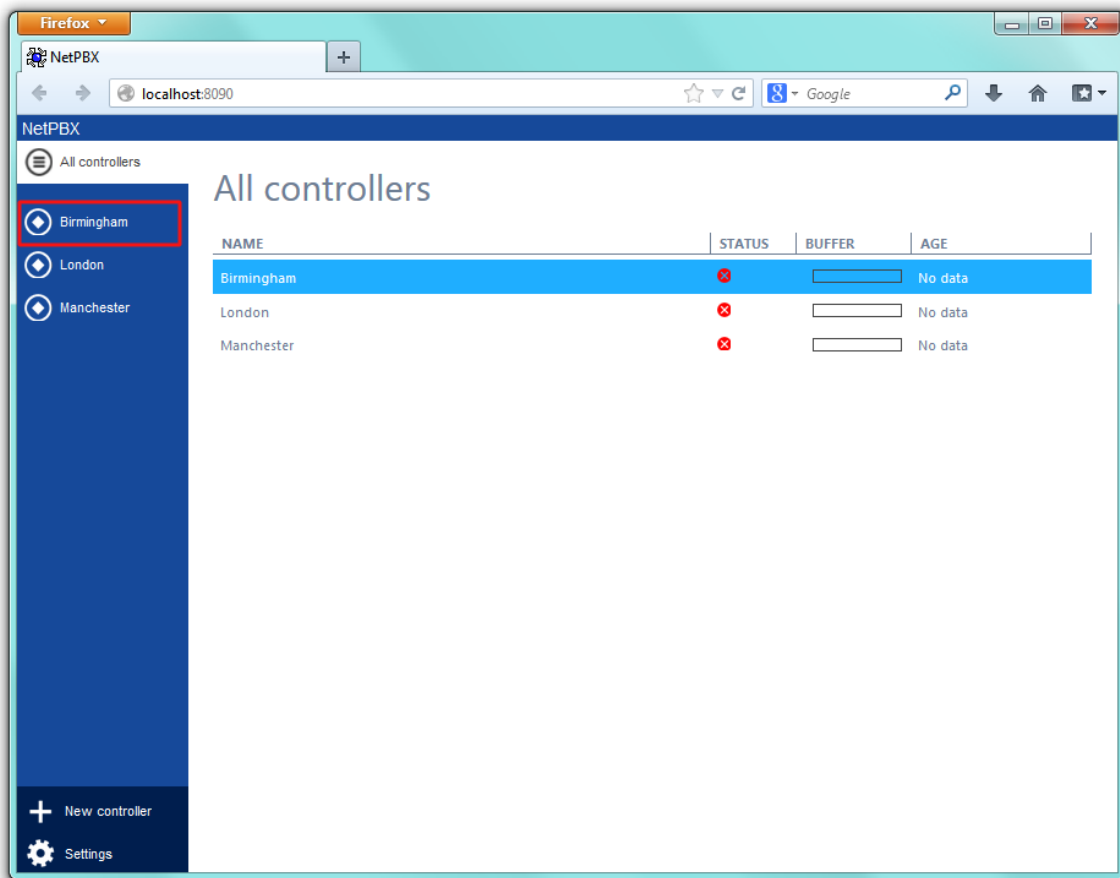 Firefox
NetPBX
localhost:8090
Google
NetPBX
All controllers
Birmingham
London
Manchester
New controller
Settings
All controllers
NAME STATUS BUFFER AGE
Birmingham No data
London No data
Manchester No data